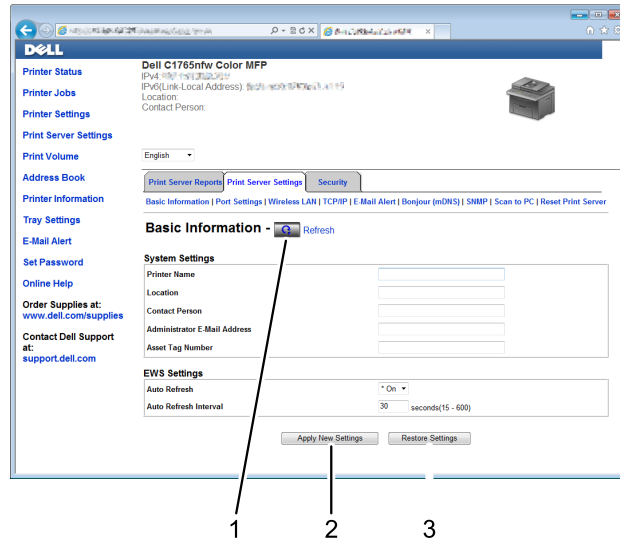 DELL
Dell C1765nfw Color MFP
IPv4:
IPv6(Link-Local Address):
Location:
Contact Person:
Printer Status
Printer Jobs
Printer Settings
Print Server Settings
Print Volume
Address Book
Printer Information
Tray Settings
E-Mail Alert
Set Password
Online Help
Order Supplies at:
www.dell.com/supplies
Contact Dell Support
at:
support.dell.com
English
Print Server Reports Print Server Settings Security
Basic Information | Port Settings | Wireless LAN | TCP/IP | E-Mail Alert | Bonjour (mDNS) | SNMP | Scan to PC | Reset Print Server
Basic Information - Refresh
System Settings
Printer Name
Location
Contact Person
Administrator E-Mail Address
Asset Tag Number
EWS Settings
Auto Refresh * On
Auto Refresh Interval 30 seconds(15 - 600)
Apply New Settings Restore Settings
1 2 3